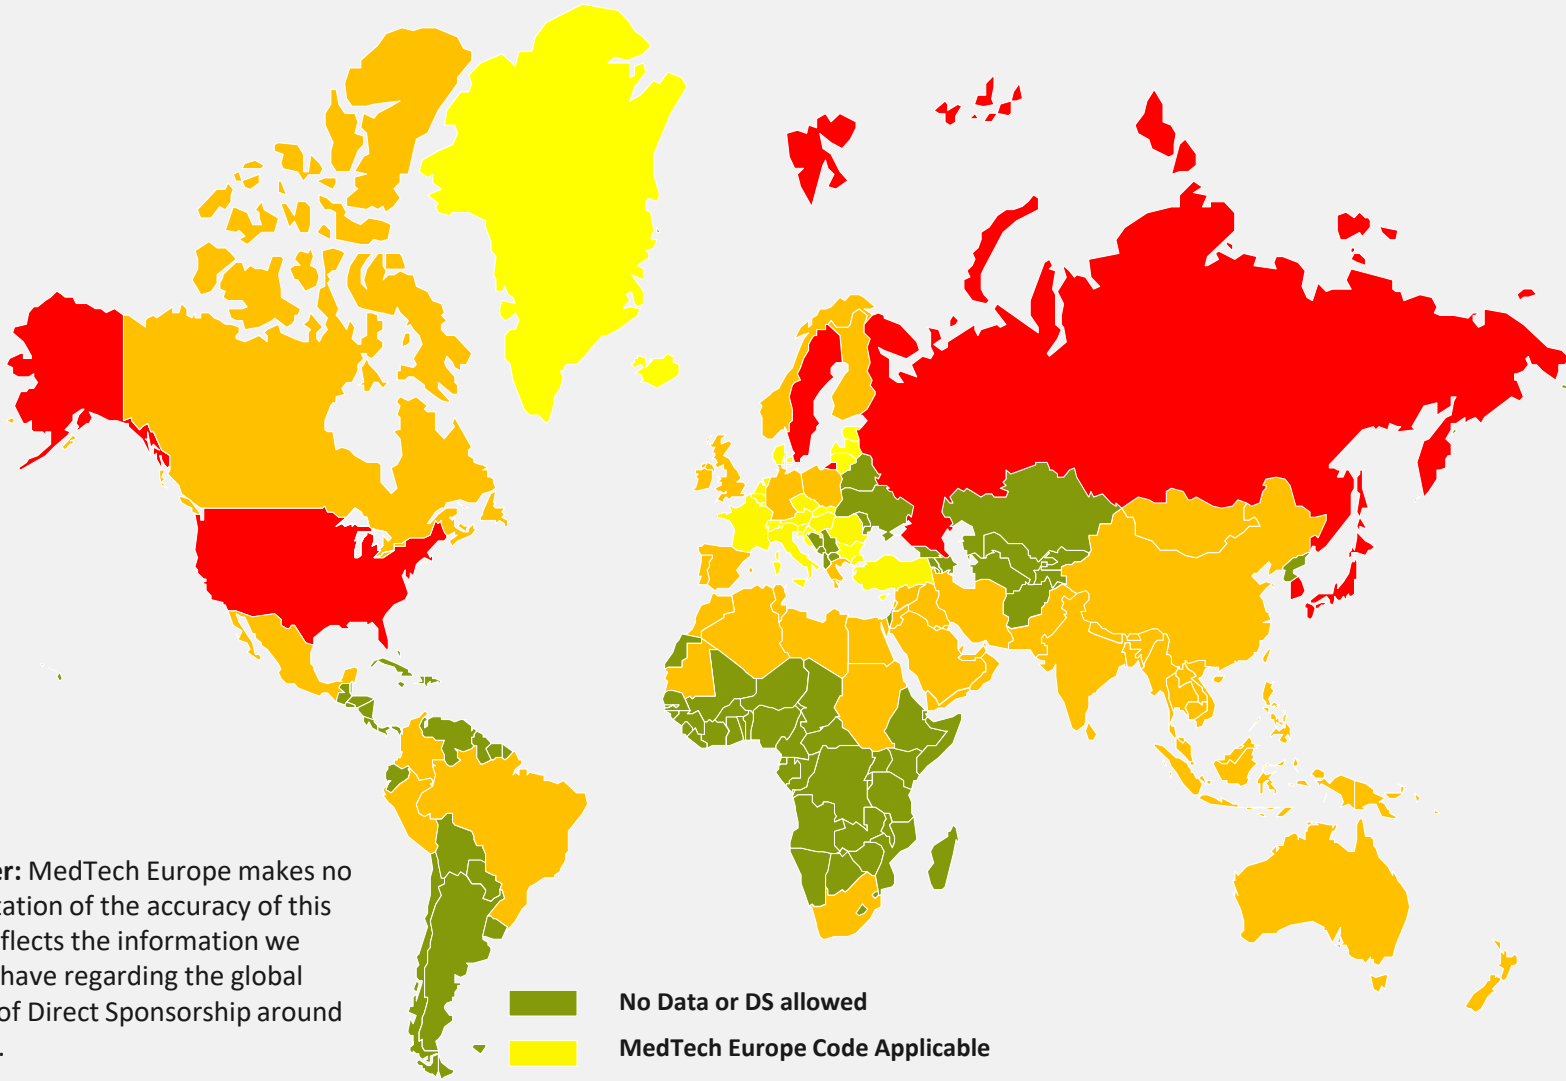 er: MedTech Europe makes no
tation of the accuracy of this
flects the information we
have regarding the global
of Direct Sponsorship around
.
No Data or DS allowed
MedTech Europe Code Applicable